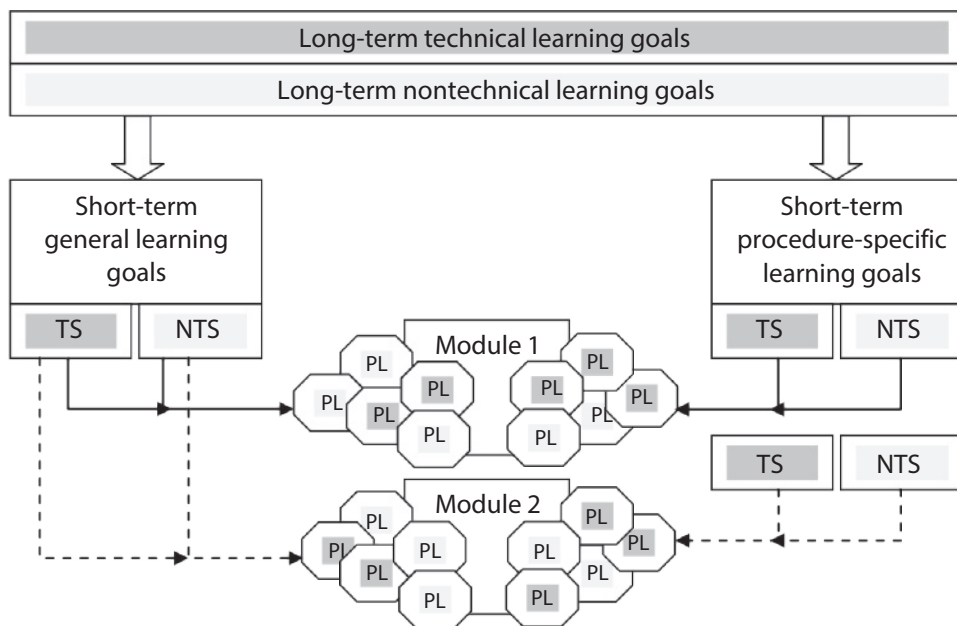 Long-term technical learning goals
Long-term nontechnical learning goals
Short-term
general learning
goals
TS
NTS
Short-term
procedure-specific
learning goals
TS
NTS
Module 1
PL
PL
PL
PL
PL
PL
PL
PL
PL
PL
TS
NTS
Module 2
PL
PL
PL
PL
PL
PL
PL
PL
PL
PL